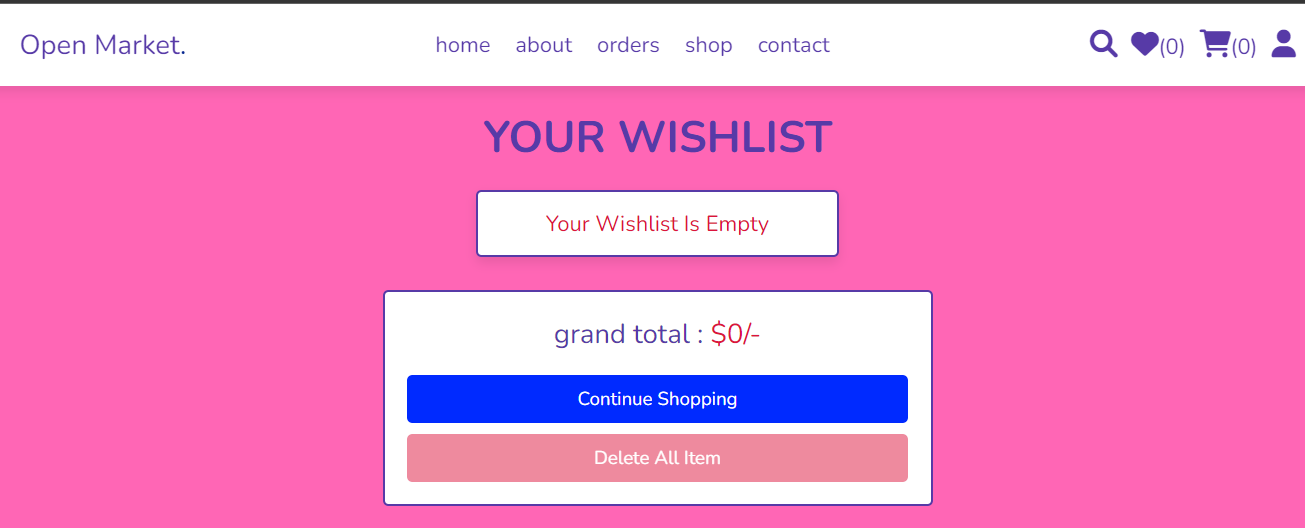 Open Market. home about orders shop contact (0) (0)
YOUR WISHLIST
Your Wishlist Is Empty
grand total : $0/-
Continue Shopping
Delete All Item